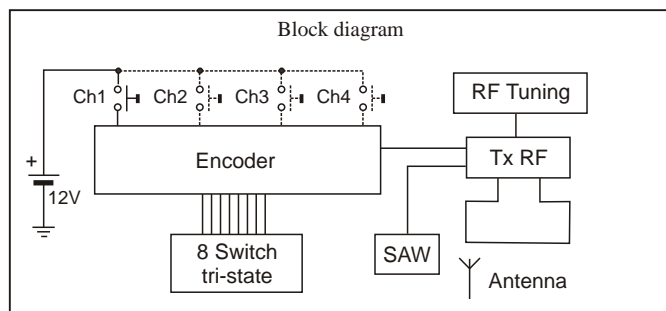 Block diagram
Ch1 Ch2 Ch3 Ch4
RF Tuning
Encoder
Tx RF
+
12V
8 Switch
tri-state
SAW
Antenna